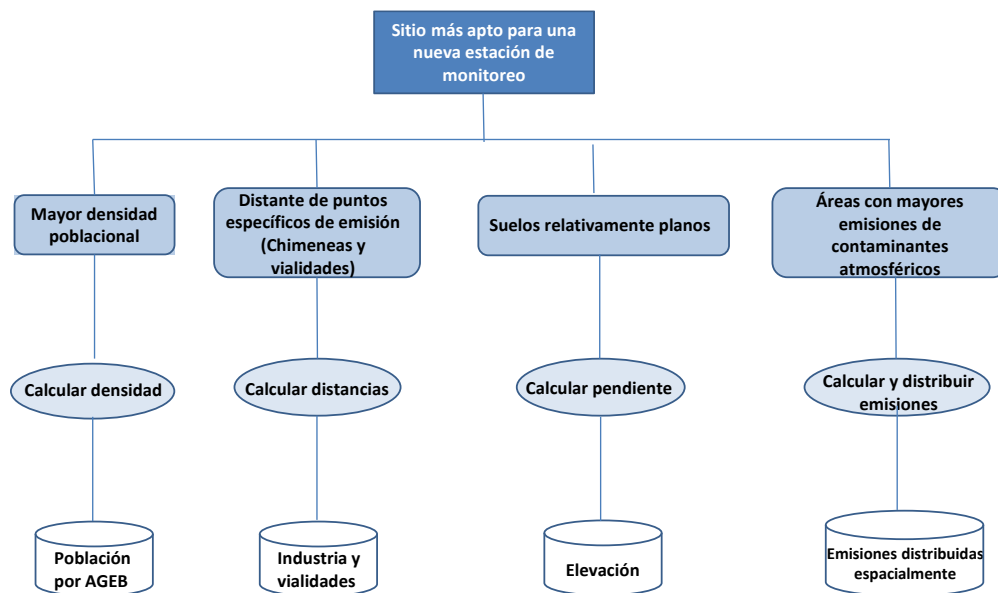 Sitio más apto para una
nueva estación de
monitoreo
Mayor densidad
poblacional
Distante de puntos
específicos de emisión
(Chimeneas y
vialidades)
Suelos relativamente planos
Áreas con mayores
emisiones de
contaminantes
atmosféricos
Calcular densidad
Calcular distancias
Calcular pendiente
Calcular y distribuir
emisiones
Población
por AGEB
Industria y
vialidades
Elevación
Emisiones distribuidas
espacialmente